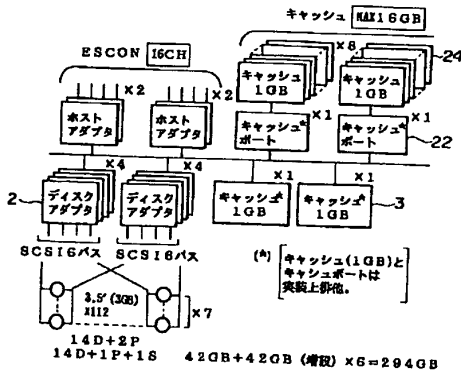 キャッシュ MAX16GB
ESCON 16CH
×8
24
×2
×2
キャッシュ
1GB
キャッシュ
1GB
ホスト
アダプタ
ホスト
アダプタ
×1
×1
キャッシュ*
ポート
キャッシュ*
ポート
22
×4
×4
×1
×1
2
ディスク
アダプタ
ディスク
アダプタ
キャッシュ*
1GB
キャッシュ*
1GB
3
SCSI6パス
SCSI6パス
(*) キャッシュ(1GB)と
キャシュポートは
実装上排他。
3.5'(3GB)
×112
×7
14D+2P
14D+1P+1S
42GB+42GB (増設) ×6=294GB